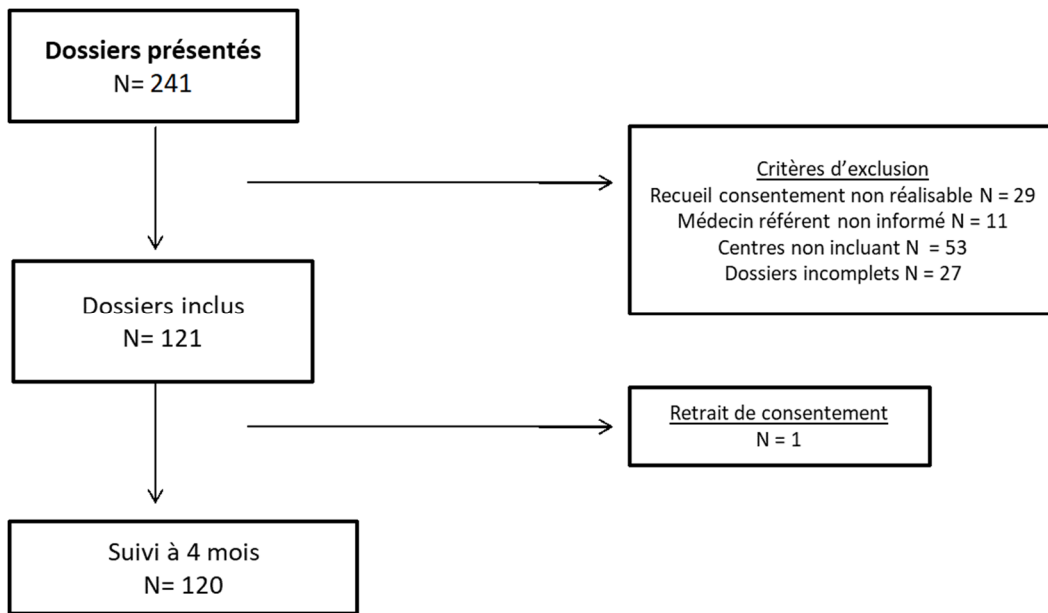 Dossiers présentés
N= 241
Critères d'exclusion
Recueil consentement non réalisable N = 29
Médecin référent non informé N = 11
Centres non incluant N = 53
Dossiers incomplets N = 27
Dossiers inclus
N= 121
Retrait de consentement
N = 1
Suivi à 4 mois
N= 120